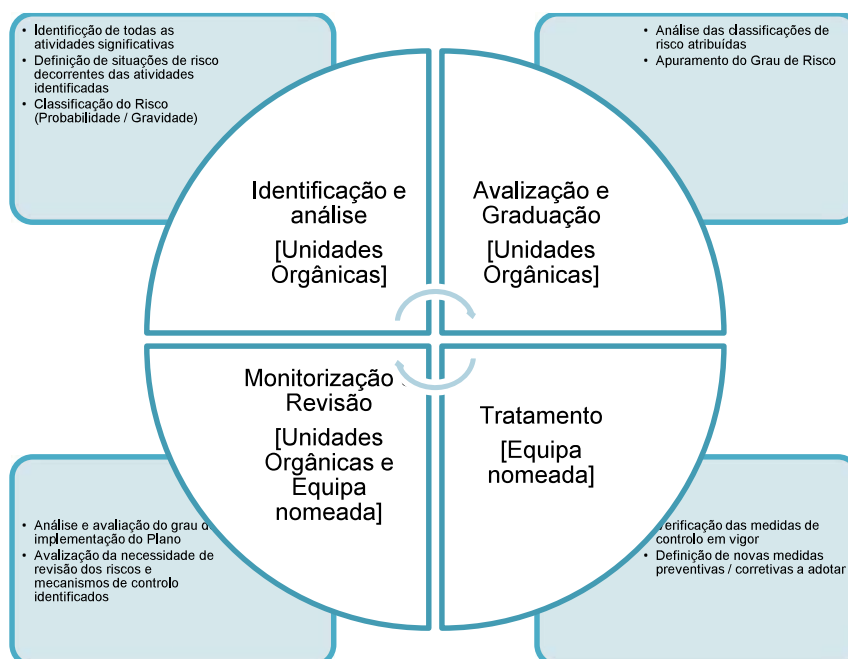 • Identificção de todas as
atividades significativas
• Definição de situações de risco
decorrentes das atividades
identificadas
• Classificação do Risco
(Probabilidade / Gravidade)
• Análise das classificações de
risco atribuídas
• Apuramento do Grau de Risco
Identificação e
análise
[Unidades
Orgânicas]
Avalização e
Graduação
[Unidades
Orgânicas]
Monitorização
Revisão
[Unidades
Orgânicas e
Equipa
nomeada]
Tratamento
[Equipa
nomeada]
• Análise e avaliação do grau d
implementação do Plano
• Avalização da necessidade de
revisão dos riscos e
mecanismos de controlo
identificados
Verificação das medidas de
controlo em vigor
• Definição de novas medidas
preventivas / corretivas a adotar